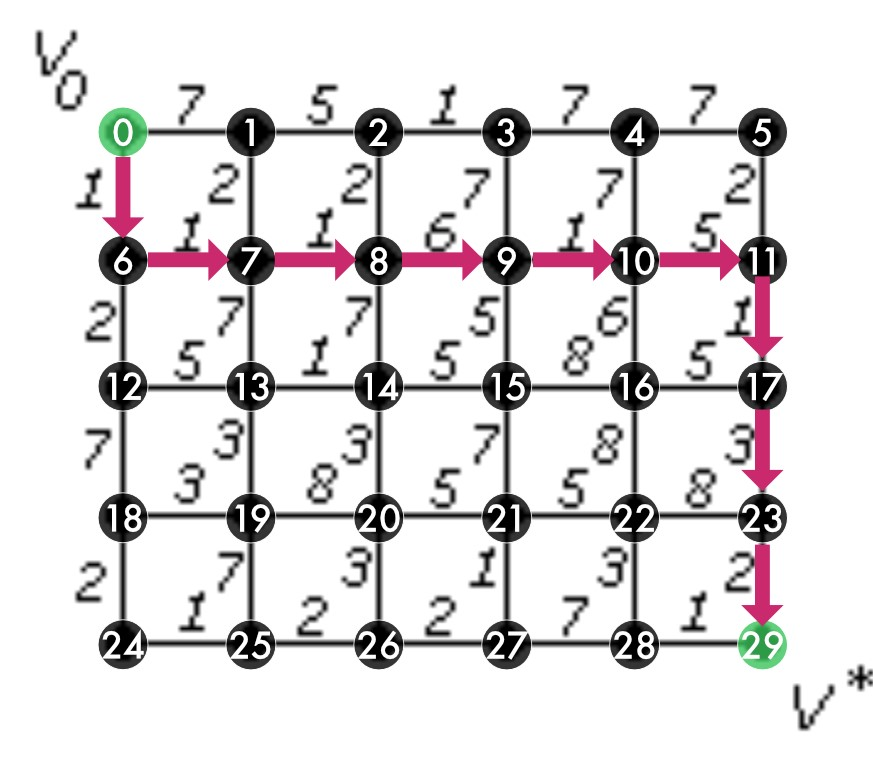 V₀
7 5 1 7 7
0 1 2 3 4 5
1 2 2 7 7 2
1 1 6 1 5
6 7 8 9 10 11
2 7 7 5 6 1
5 1 5 8 5
12 13 14 15 16 17
7 3 3 7 8 3
3 8 5 5 8
18 19 20 21 22 23
2 7 3 1 3 2
1 2 2 7 1
24 25 26 27 28 29
V*